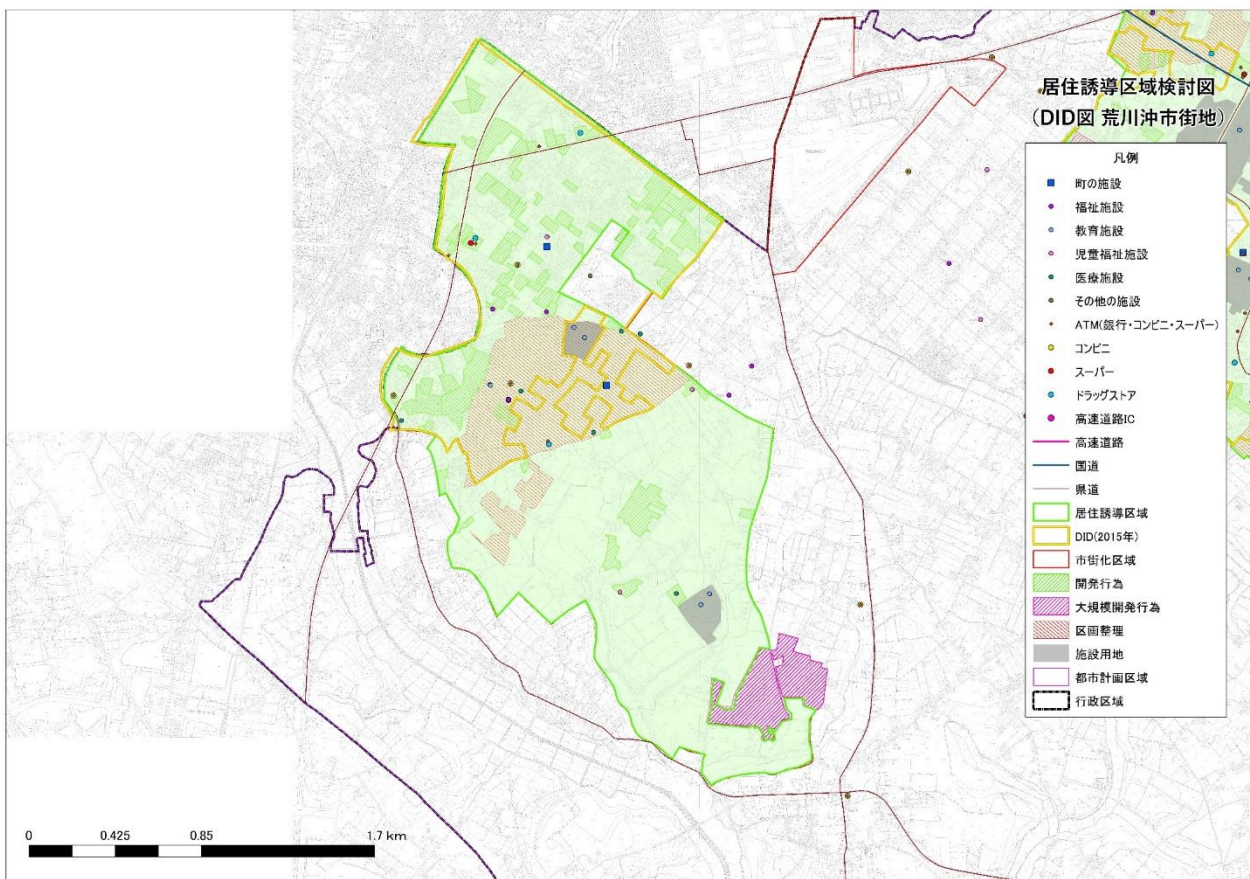 居住誘導区域検討図
(DID図 荒川沖市街地)
凡例
町の施設
福祉施設
教育施設
児童福祉施設
医療施設
その他の施設
ATM(銀行・コンビニ・スーパー)
コンビニ
スーパー
ドラッグストア
高速道路IC
高速道路
国道
県道
居住誘導区域
DID(2015年)
市街化区域
開発行為
大規模開発行為
区画整理
施設用地
都市計画区域
行政区域
0 0.425 0.85 1.7 km